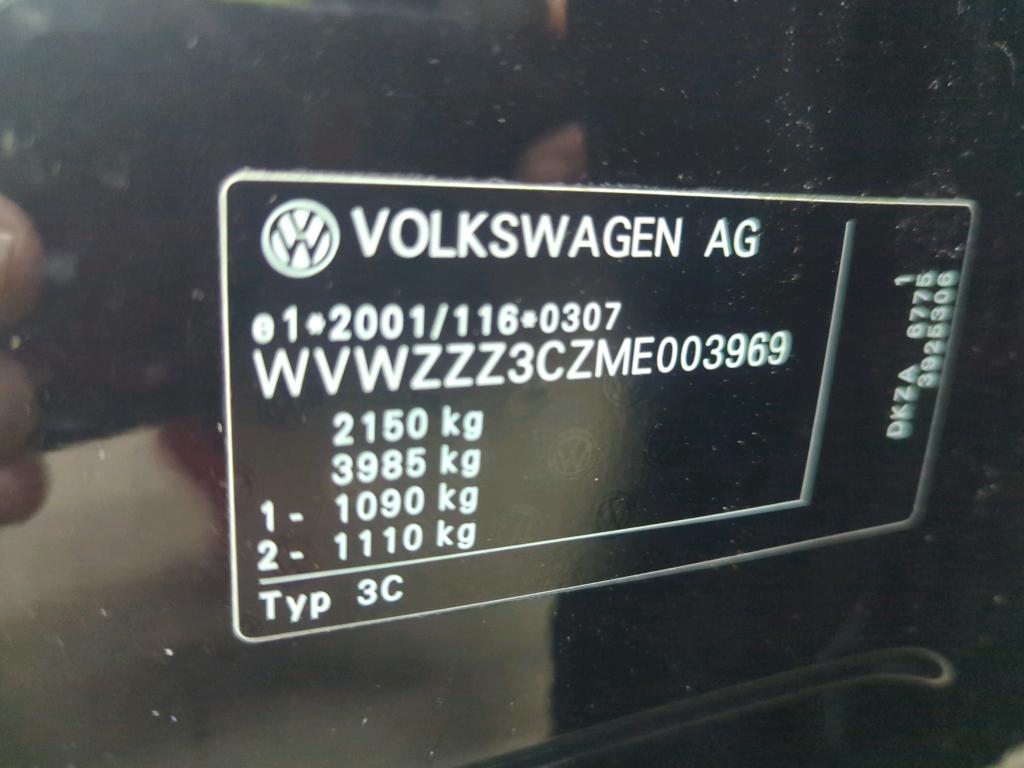 VOLKSWAGEN AG
e1*2001/116*0307
WVWZZZ3CZME003969
2150 kg
3985 kg
1- 1090 kg
2- 1110 kg
Typ 3C
1
DKZA 6775
3925306